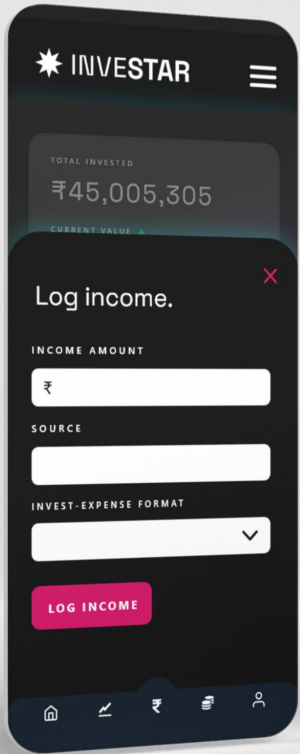 INVESTAR
TOTAL INVESTED
₹45,005,305
CURRENT VALUE
Log income.
INCOME AMOUNT
₹
SOURCE
INVEST-EXPENSE FORMAT
LOG INCOME
₹